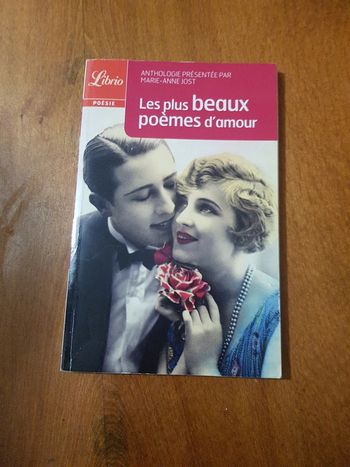 Librio
POÉSIE
ANTHOLOGIE PRÉSENTÉE PAR
MARIE-ANNE JOST
Les plus beaux
poèmes d'amour